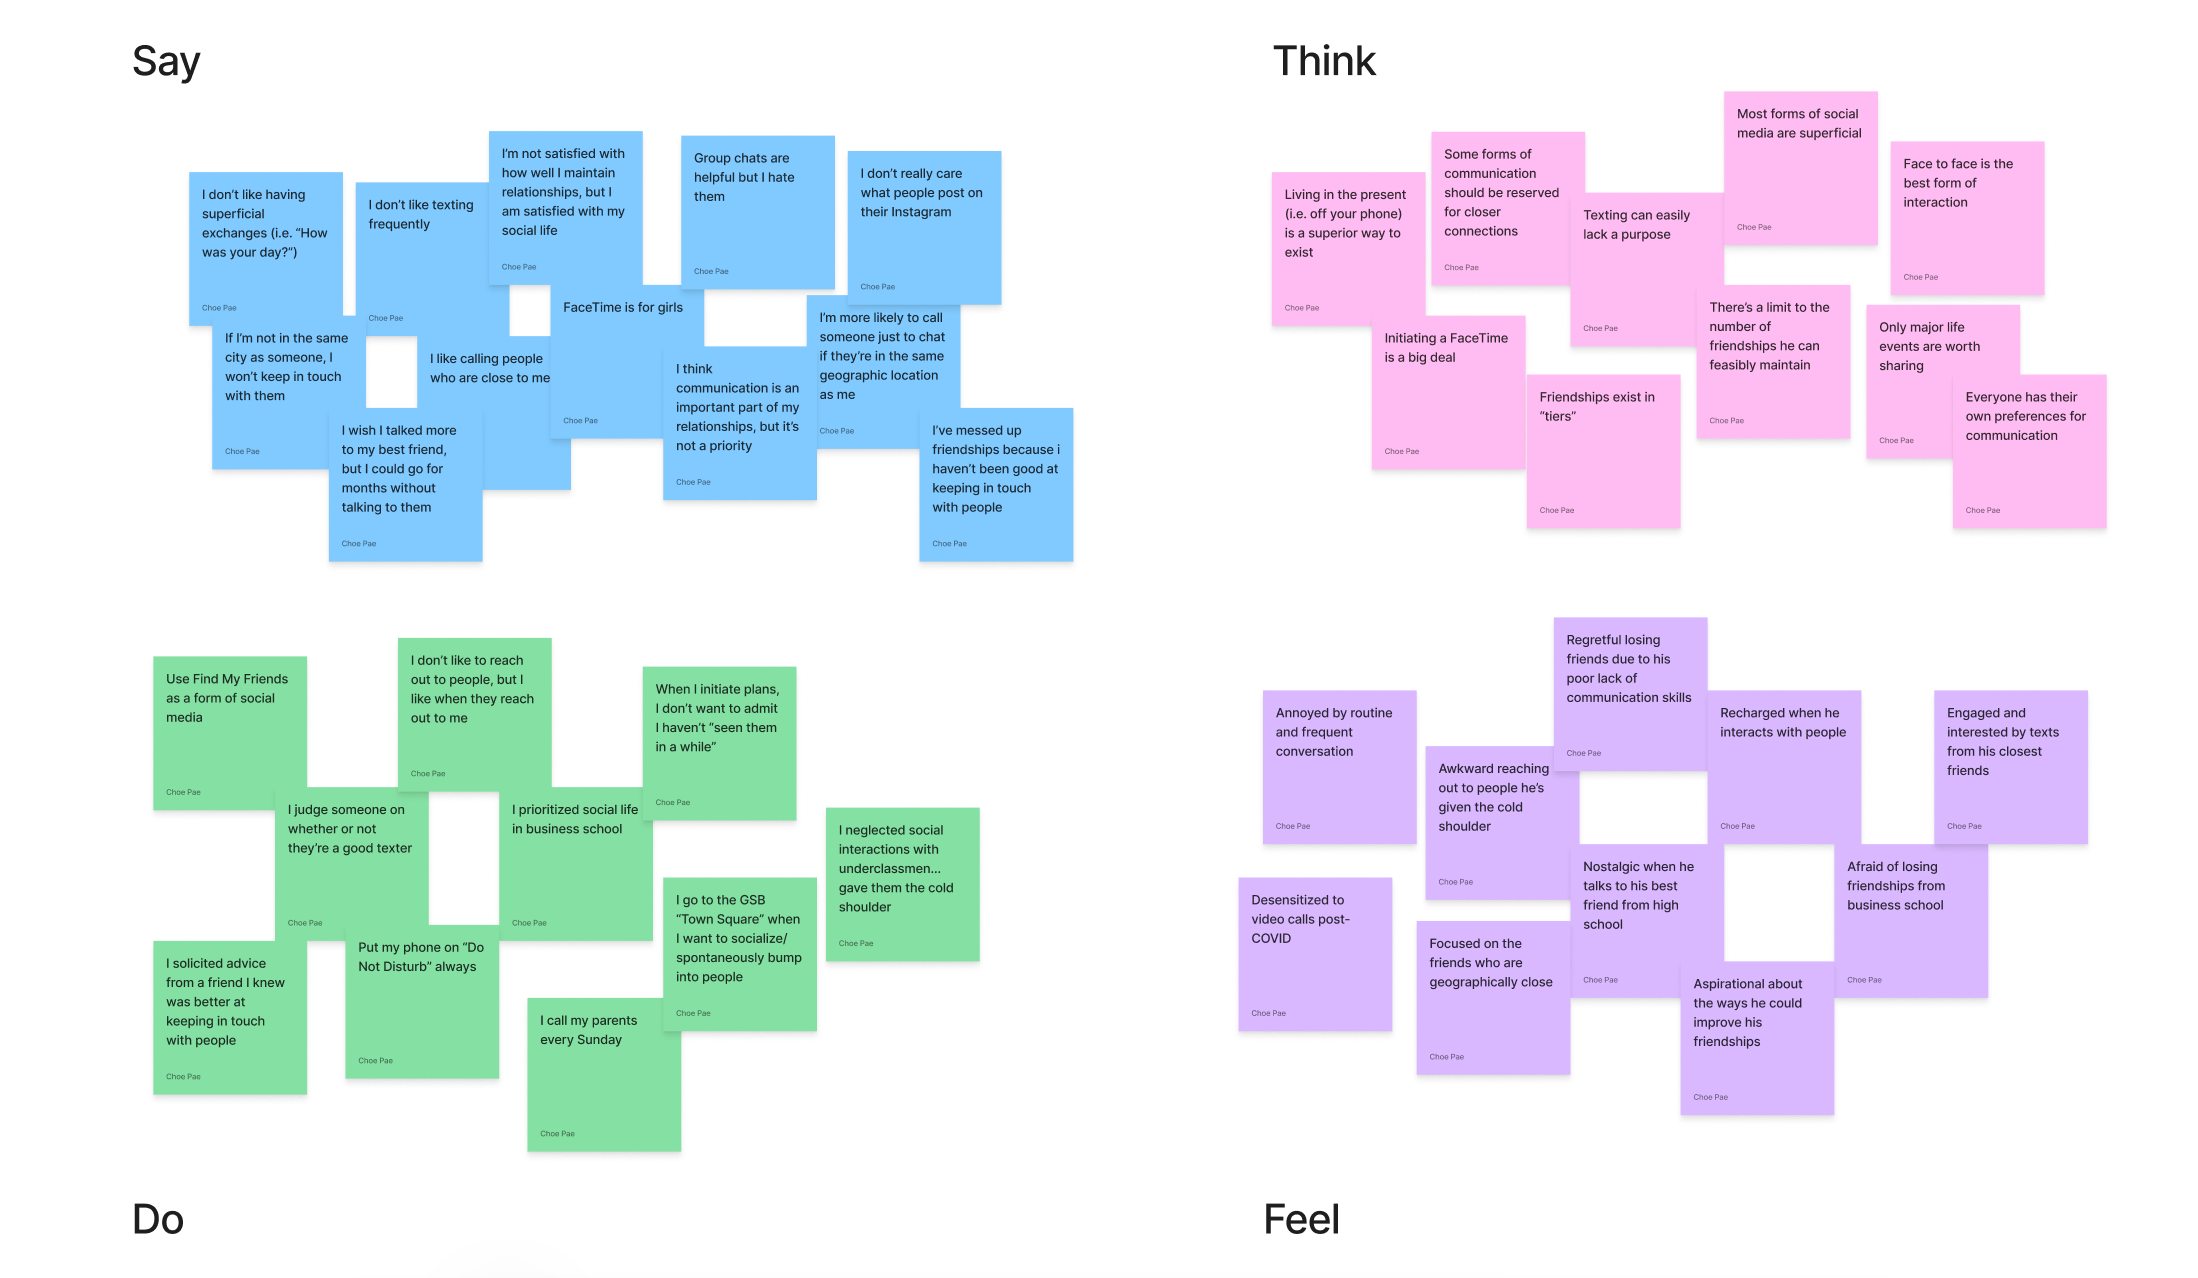 Say
I don't like having
superficial
exchanges (i.e. “How
was your day?”)
Choe Pae
I don't like texting
frequently
Choe Pae
I'm not satisfied with
how well I maintain
relationships, but I
am satisfied with my
social life
Choe Pae
Group chats are
helpful but I hate
them
Choe Pae
I don't really care
what people post on
their Instagram
Choe Pae
If I'm not in the same
city as someone, I
won't keep in touch
with them
Choe Pae
I like calling people
who are close to me
FaceTime is for girls
Choe Pae
I'm more likely to call
someone just to chat
if they're in the same
geographic location
as me
Choe Pae
I wish I talked more
to my best friend,
but I could go for
months without
talking to them
Choe Pae
I think
communication is an
important part of my
relationships, but it's
not a priority
Choe Pae
I've messed up
friendships because i
haven't been good at
keeping in touch
with people
Choe Pae
Think
Living in the present
(i.e. off your phone)
is a superior way to
exist
Choe Pae
Some forms of
communication
should be reserved
for closer
connections
Choe Pae
Texting can easily
lack a purpose
Choe Pae
Most forms of social
media are superficial
Choe Pae
Face to face is the
best form of
interaction
Choe Pae
Initiating a FaceTime
is a big deal
Choe Pae
Friendships exist in
“tiers”
Choe Pae
There's a limit to the
number of
friendships he can
feasibly maintain
Choe Pae
Only major life
events are worth
sharing
Choe Pae
Everyone has their
own preferences for
communication
Choe Pae
Use Find My Friends
as a form of social
media
Choe Pae
I don't like to reach
out to people, but I
like when they reach
out to me
Choe Pae
When I initiate plans,
I don't want to admit
I haven't “seen them
in a while”
Choe Pae
I judge someone on
whether or not
they're a good texter
Choe Pae
I prioritized social life
in business school
Choe Pae
I neglected social
interactions with
underclassmen...
gave them the cold
shoulder
Choe Pae
I go to the GSB
“Town Square” when
I want to socialize/
spontaneously bump
into people
Choe Pae
I solicited advice
from a friend I knew
was better at
keeping in touch
with people
Choe Pae
Put my phone on “Do
Not Disturb” always
Choe Pae
I call my parents
every Sunday
Choe Pae
Do
Regretful losing
friends due to his
poor lack of
communication skills
Choe Pae
Annoyed by routine
and frequent
conversation
Choe Pae
Awkward reaching
out to people he's
given the cold
shoulder
Choe Pae
Recharged when he
interacts with people
Choe Pae
Engaged and
interested by texts
from his closest
friends
Choe Pae
Desensitized to
video calls post-
COVID
Choe Pae
Focused on the
friends who are
geographically close
Choe Pae
Nostalgic when he
talks to his best
friend from high
school
Choe Pae
Afraid of losing
friendships from
business school
Choe Pae
Aspirational about
the ways he could
improve his
friendships
Choe Pae
Feel